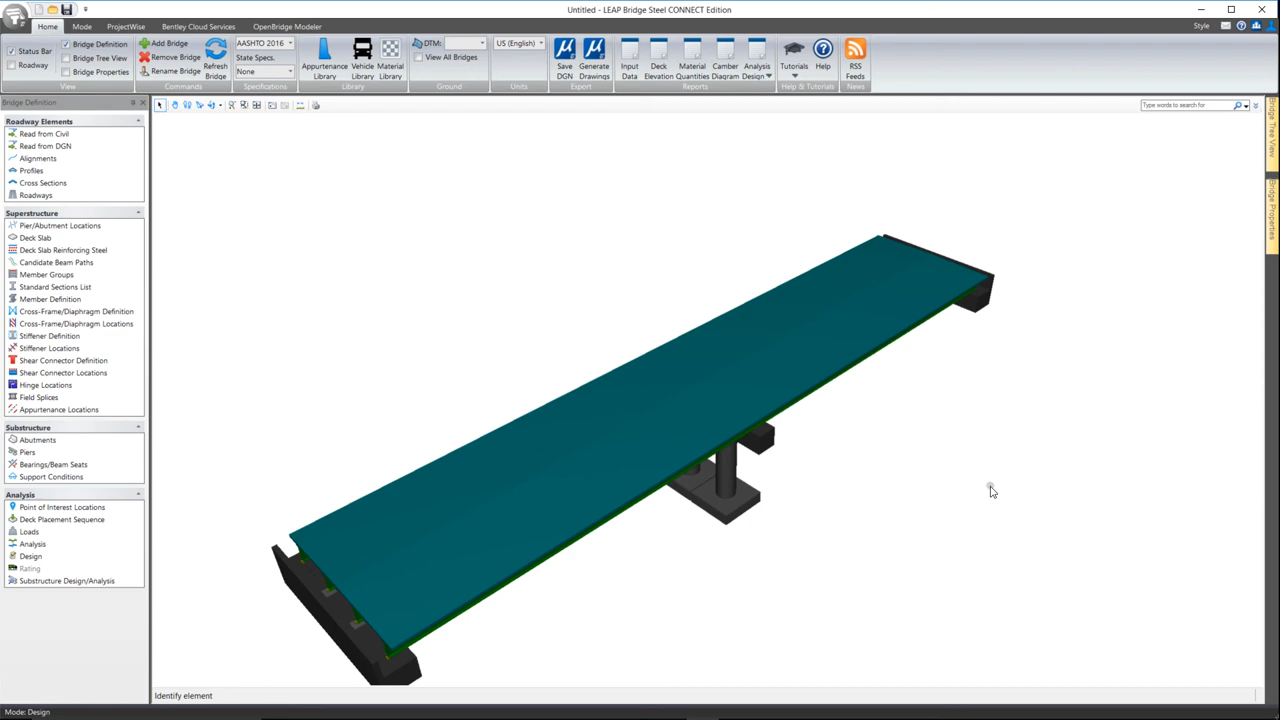 Untitled - LEAP Bridge Steel CONNECT Edition
Home Mode ProjectWise Bentley Cloud Services OpenBridge Modeler Style
Status Bar Bridge Definition Add Bridge AASHTO 2016 DTM: US (English)
Roadway Bridge Tree View Remove Bridge State Specs. View All Bridges
Bridge Properties Rename Bridge None
Refresh Bridge
Appurtenance Library Vehicle Library Material Library
Save DGN Generate Drawings
Input Data Deck Elevation Material Quantities Camber Diagram Analysis Design
Tutorials Help RSS Feeds
View Commands Specifications Library Ground Units Export Reports Help & Tutorials News
Bridge Definition
Type words to search for
Bridge Tree View
Bridge Properties
Roadway Elements
Read from Civil
Read from DGN
Alignments
Profiles
Cross Sections
Roadways
Superstructure
Pier/Abutment Locations
Deck Slab
Deck Slab Reinforcing Steel
Candidate Beam Paths
Member Groups
Standard Sections List
Member Definition
Cross-Frame/Diaphragm Definition
Cross-Frame/Diaphragm Locations
Stiffener Definition
Stiffener Locations
Shear Connector Definition
Shear Connector Locations
Hinge Locations
Field Splices
Appurtenance Locations
Substructure
Abutments
Piers
Bearings/Beam Seats
Support Conditions
Analysis
Point of Interest Locations
Deck Placement Sequence
Loads
Analysis
Design
Rating
Substructure Design/Analysis
Identify element
Mode: Design